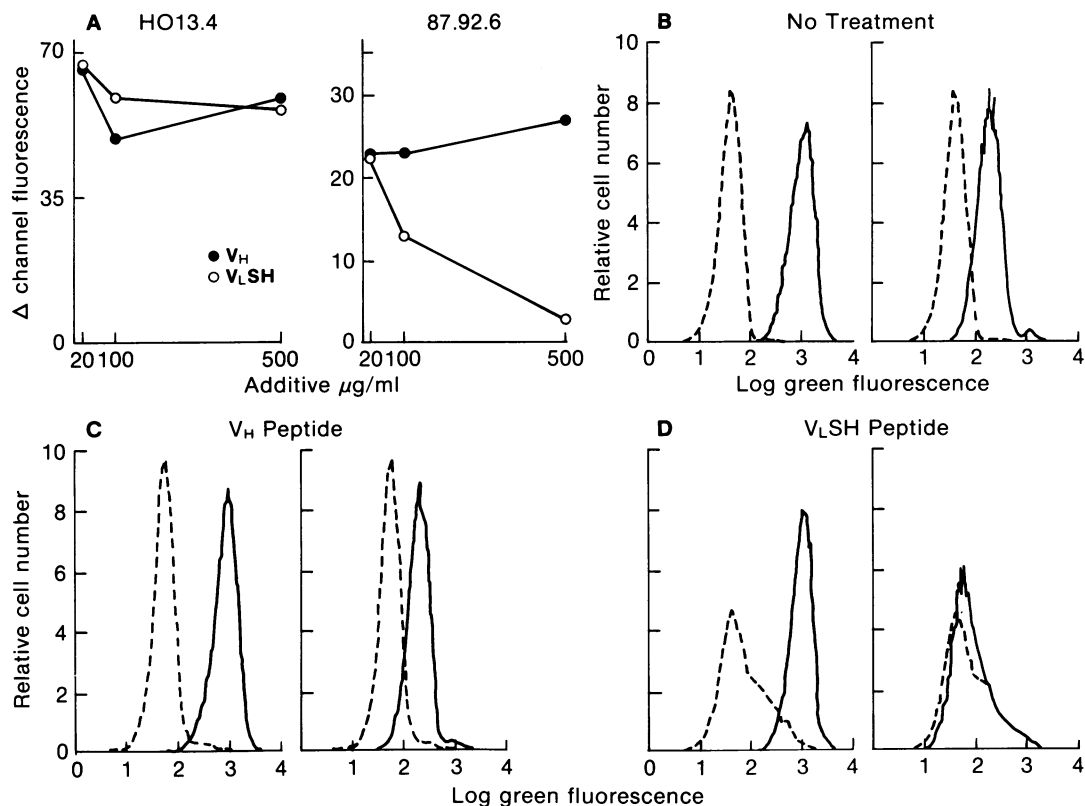 A HO13.4 87.92.6
70
35
0
Δ channel fluorescence
30
20
10
0
● VH
○ VLSH
20 100 500 20 100 500
Additive μg/ml
B No Treatment
10
8
6
4
2
0
Relative cell number
0 1 2 3 4 1 2 3 4
Log green fluorescence
C VH Peptide
10
8
6
4
2
0
Relative cell number
0 1 2 3 4 1 2 3 4
D VLSH Peptide
0 1 2 3 4 1 2 3 4
Log green fluorescence